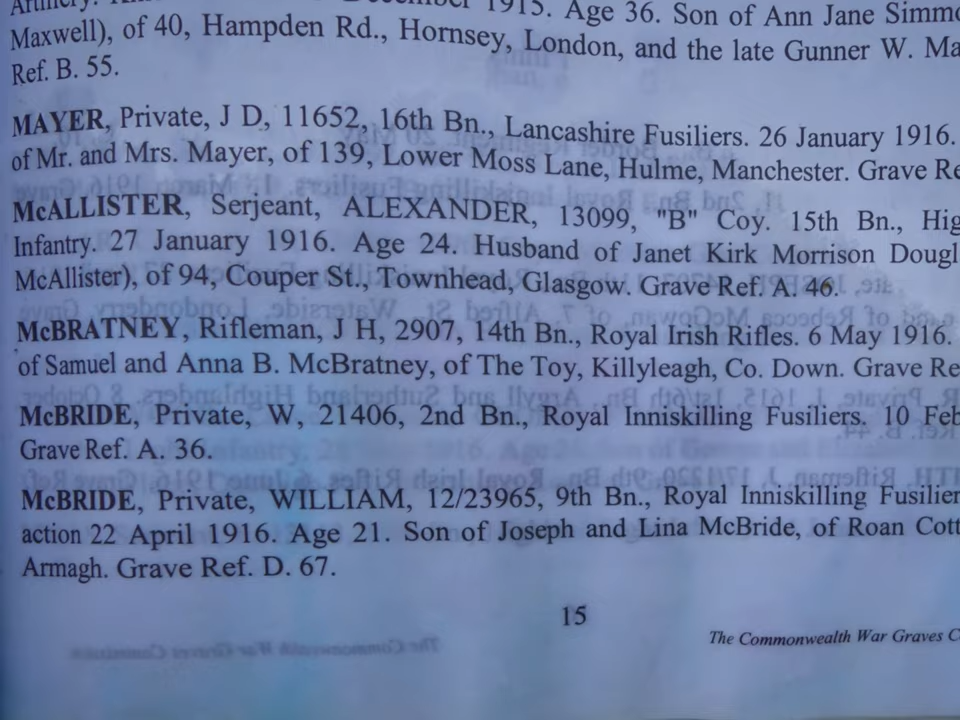 1915. Age 36. Son of Ann Jane
Maxwell), of 40, Hampden Rd., Hornsey, London, and the late Gunner W.
Ref. B. 55.
MAYER, Private, J D, 11652, 16th Bn., Lancashire Fusiliers. 26 January 1916.
of Mr. and Mrs. Mayer, of 139, Lower Moss Lane, Hulme, Manchester. Grave
McALLISTER, Serjeant, ALEXANDER, 13099, "B" Coy. 15th Bn.,
Infantry. 27 January 1916. Age 24. Husband of Janet Kirk Morrison
McAllister), of 94, Couper St., Townhead, Glasgow. Grave Ref. A. 46.
McBRATNEY, Rifleman, J H, 2907, 14th Bn., Royal Irish Rifles. 6 May 1916.
of Samuel and Anna B. McBratney, of The Toy, Killyleagh, Co. Down. Grave
McBRIDE, Private, W, 21406, 2nd Bn., Royal Inniskilling Fusiliers. 10 Feb
Grave Ref. A. 36.
McBRIDE, Private, WILLIAM, 12/23965, 9th Bn., Royal Inniskilling Fusilier
action 22 April 1916. Age 21. Son of Joseph and Lina McBride, of Roan Cott
Armagh. Grave Ref. D. 67.
15
The Commonwealth War Graves C